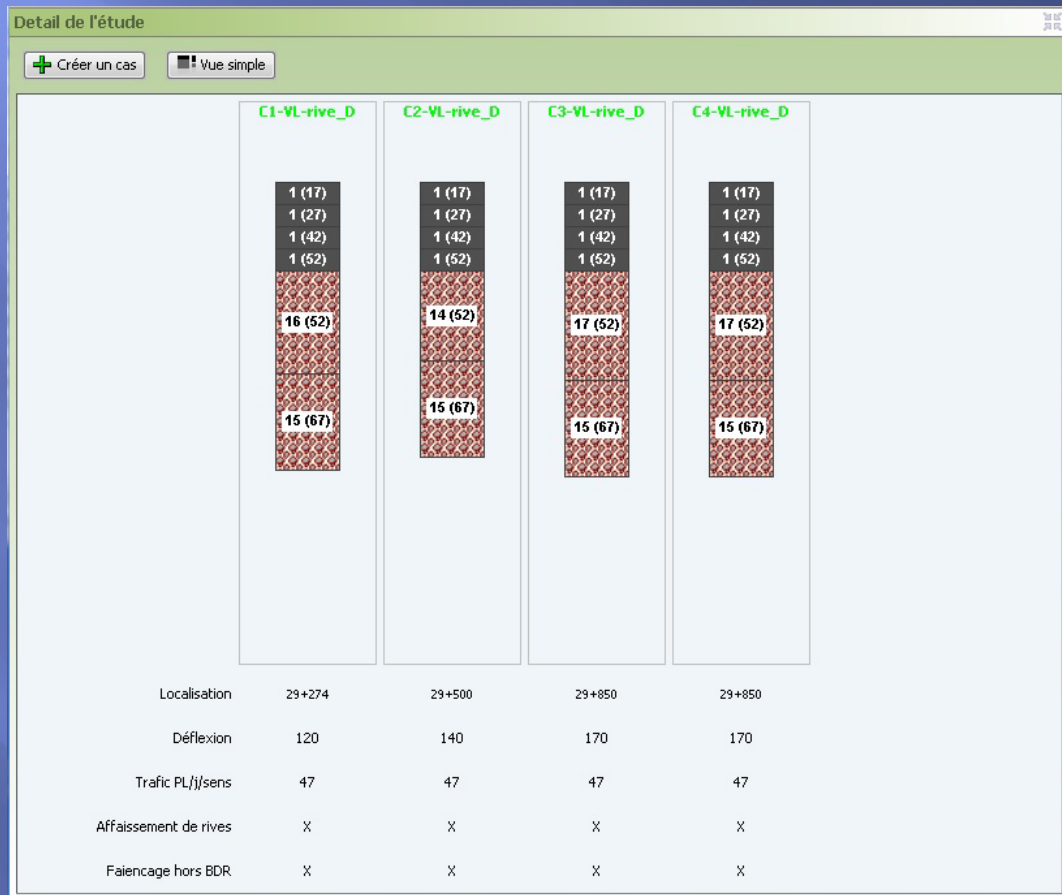 Detail de l'étude
Créer un cas Vue simple
C1-VL-rive_D C2-VL-rive_D C3-VL-rive_D C4-VL-rive_D
1 (17) 1 (17) 1 (17) 1 (17)
1 (27) 1 (27) 1 (27) 1 (27)
1 (42) 1 (42) 1 (42) 1 (42)
1 (52) 1 (52) 1 (52) 1 (52)
16 (52) 14 (52) 17 (52) 17 (52)
15 (67) 15 (67) 15 (67) 15 (67)
Localisation 29+274 29+500 29+850 29+850
Déflexion 120 140 170 170
Trafic PL/j/sens 47 47 47 47
Affaissement de rives X X X X
Faiencage hors BDR X X X X